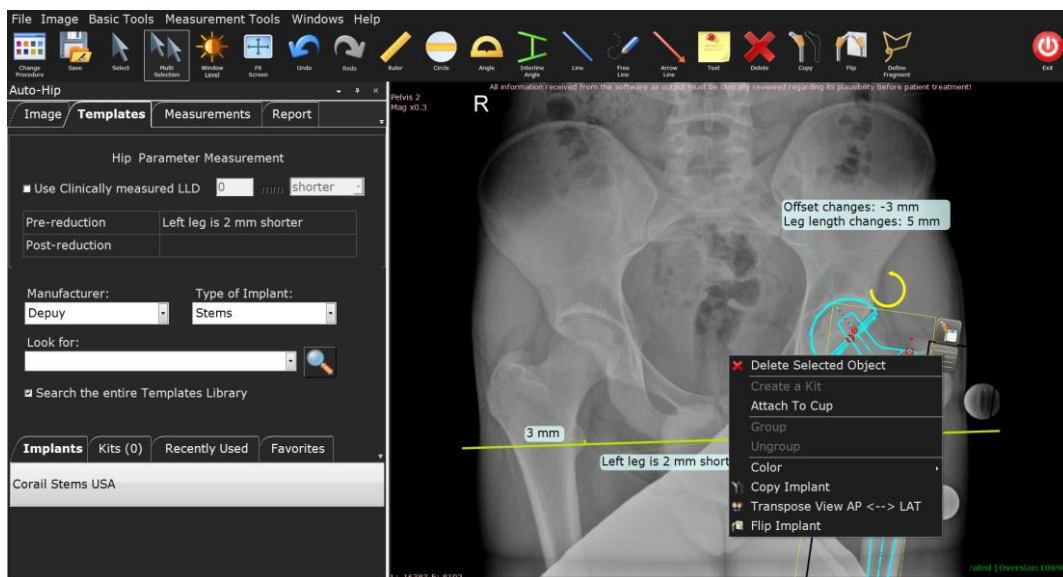 File Image Basic Tools Measurement Tools Windows Help
Change Procedure
Save
Select
Multi Selection
Window Level
Fit Screen
Undo
Redo
Ruler
Circle
Angle
Interline Angle
Line
Free Line
Arrow Line
Text
Delete
Copy
Flip
Define Fragment
Exit
Auto-Hip
Image Templates Measurements Report
Hip Parameter Measurement
Use Clinically measured LLD 0 mm shorter
Pre-reduction Left leg is 2 mm shorter
Post-reduction
Manufacturer: Type of Implant:
Depuy Stems
Look for:
Search the entire Templates Library
Implants Kits (0) Recently Used Favorites
Corail Stems USA
All information received from the software as output must be clinically reviewed regarding its plausibility before patient treatment!
Pelvis 2
Mag x0.3
R
Offset changes: -3 mm
Leg length changes: 5 mm
3 mm
Left leg is 2 mm short
Delete Selected Object
Create a Kit
Attach To Cup
Group
Ungroup
Color
Copy Implant
Transpose View AP <--> LAT
Flip Implant